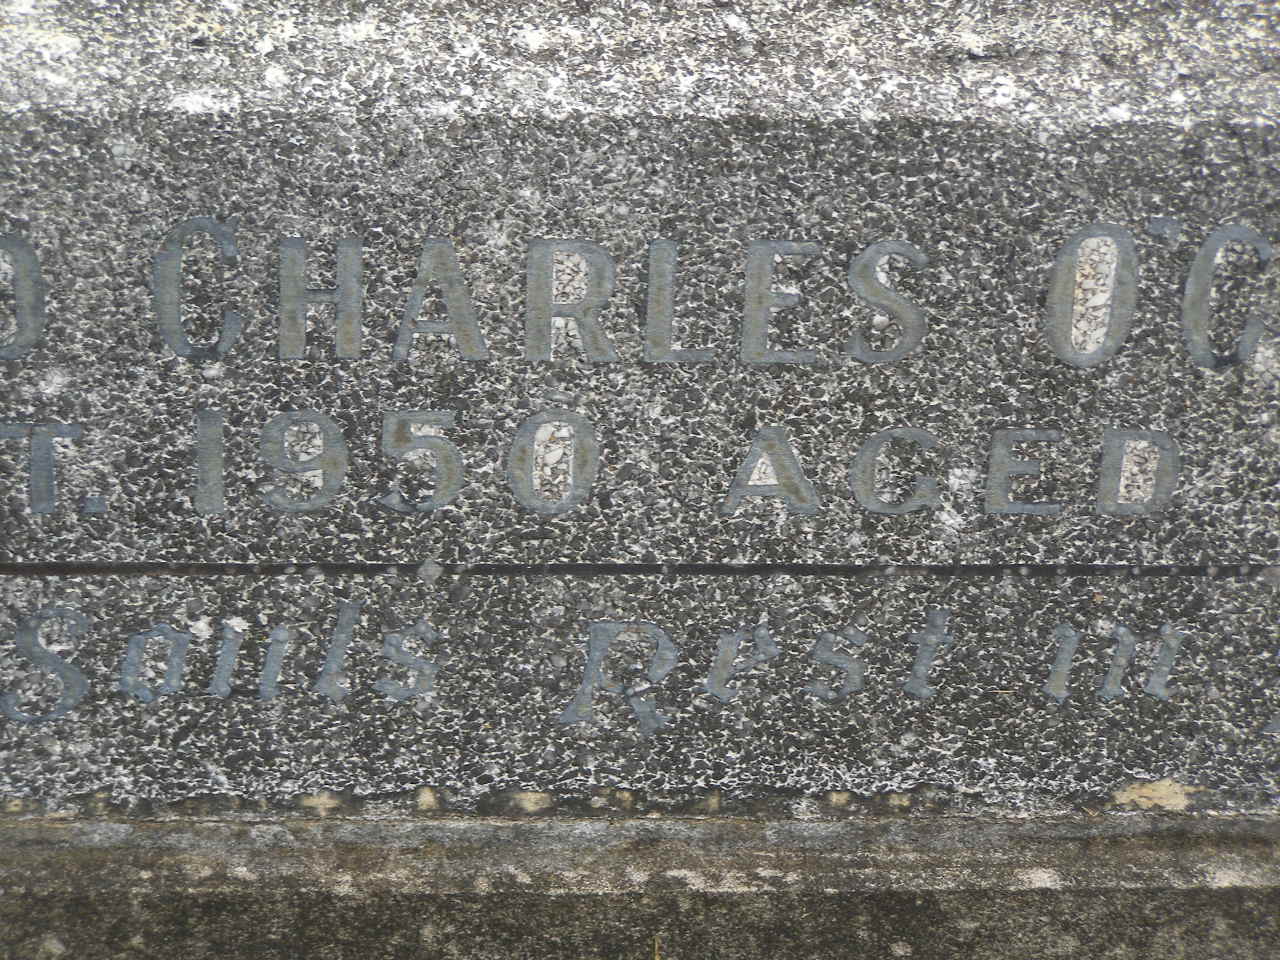 D CHARLES O'G
T. 1950 AGED
Souls Rest in